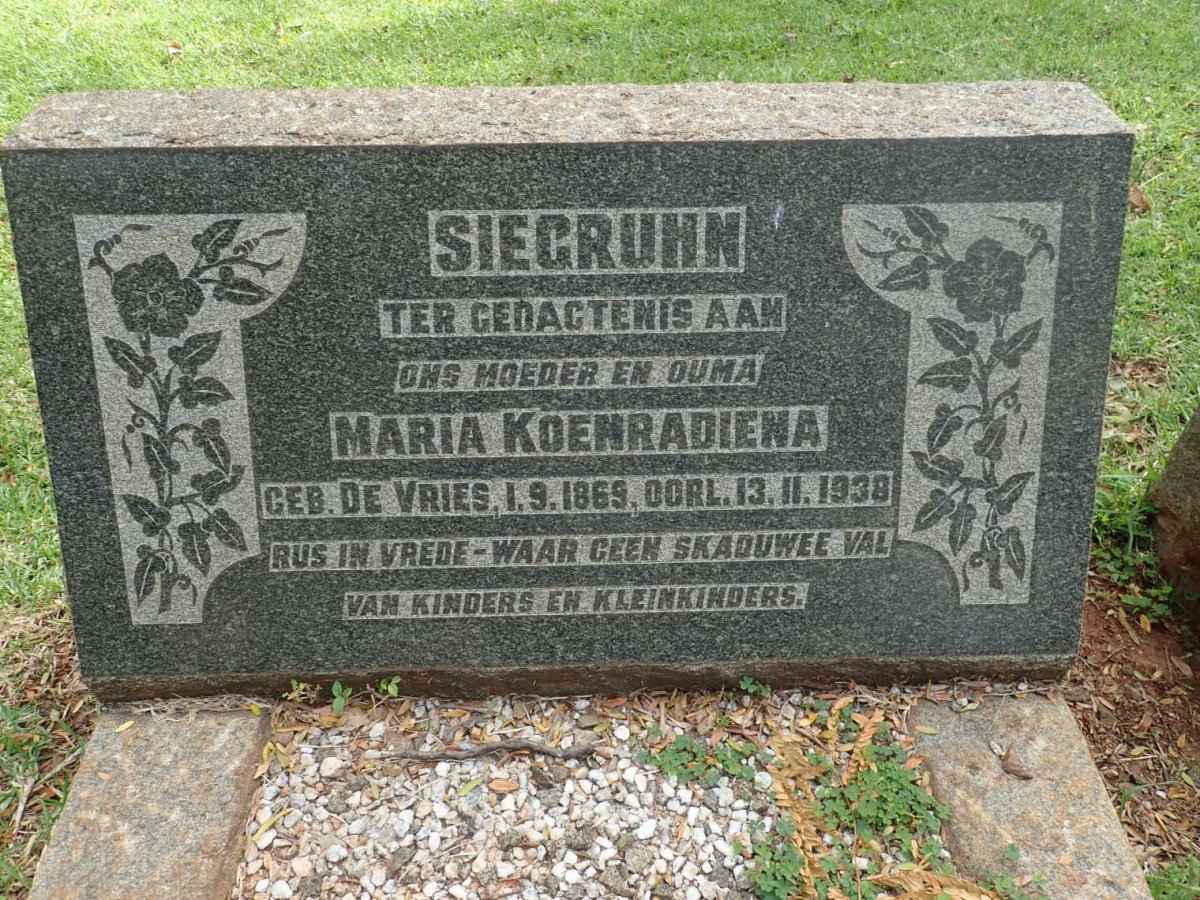 SIEGRUHN
TER GEDACTENIS AAN
ONS MOEDER EN OUMA
MARIA KOENRADIENA
GEB. DE VRIES, 1.9.1869, OORL. 13.11.1938
RUS IN VREDE - WAAR GEEN SKADUWEE VAL
VAN KINDERS EN KLEINKINDERS.